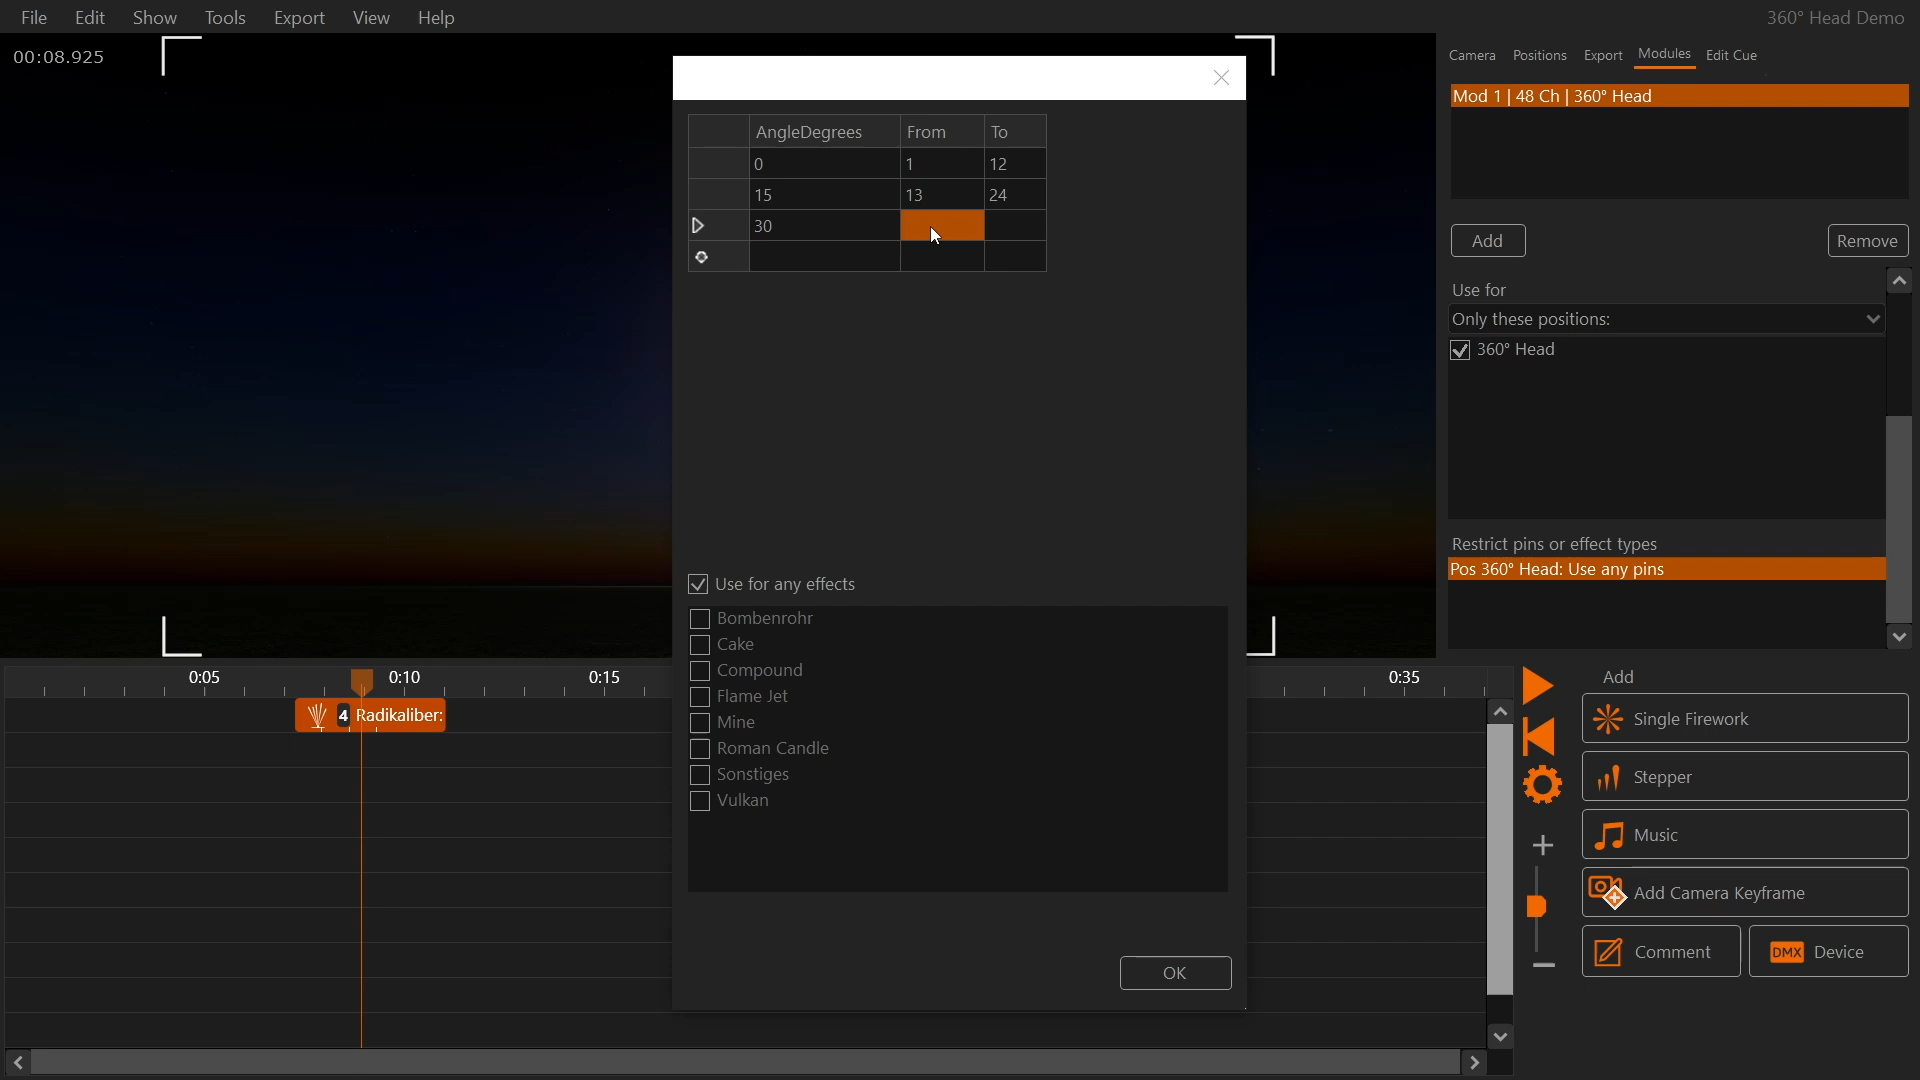 File Edit Show Tools Export View Help
360° Head Demo
00:08.925
Camera Positions Export Modules Edit Cue
Mod 1 | 48 Ch | 360° Head
AngleDegrees From To
0 1 12
15 13 24
30
Add Remove
Use for
Only these positions:
360° Head
Restrict pins or effect types
Pos 360° Head: Use any pins
Use for any effects
Bombenrohr
Cake
Compound
Flame Jet
Mine
Roman Candle
Sonstiges
Vulkan
OK
0:05 0:10 0:15 0:35
4 Radikaliber:
Add
Single Firework
Stepper
Music
Add Camera Keyframe
Comment
DMX Device